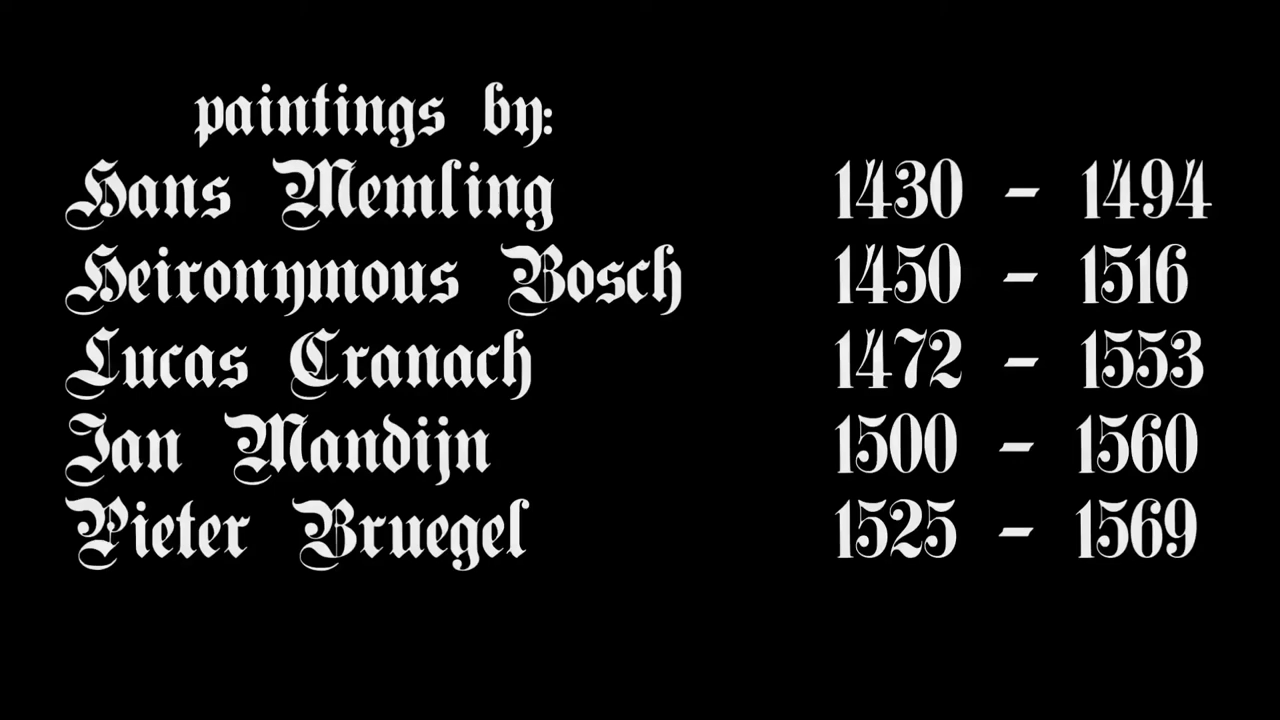 paintings by:
Hans Memling 1430 - 1494
Heironymous Bosch 1450 - 1516
Lucas Cranach 1472 - 1553
Jan Mandijn 1500 - 1560
Pieter Bruegel 1525 - 1569